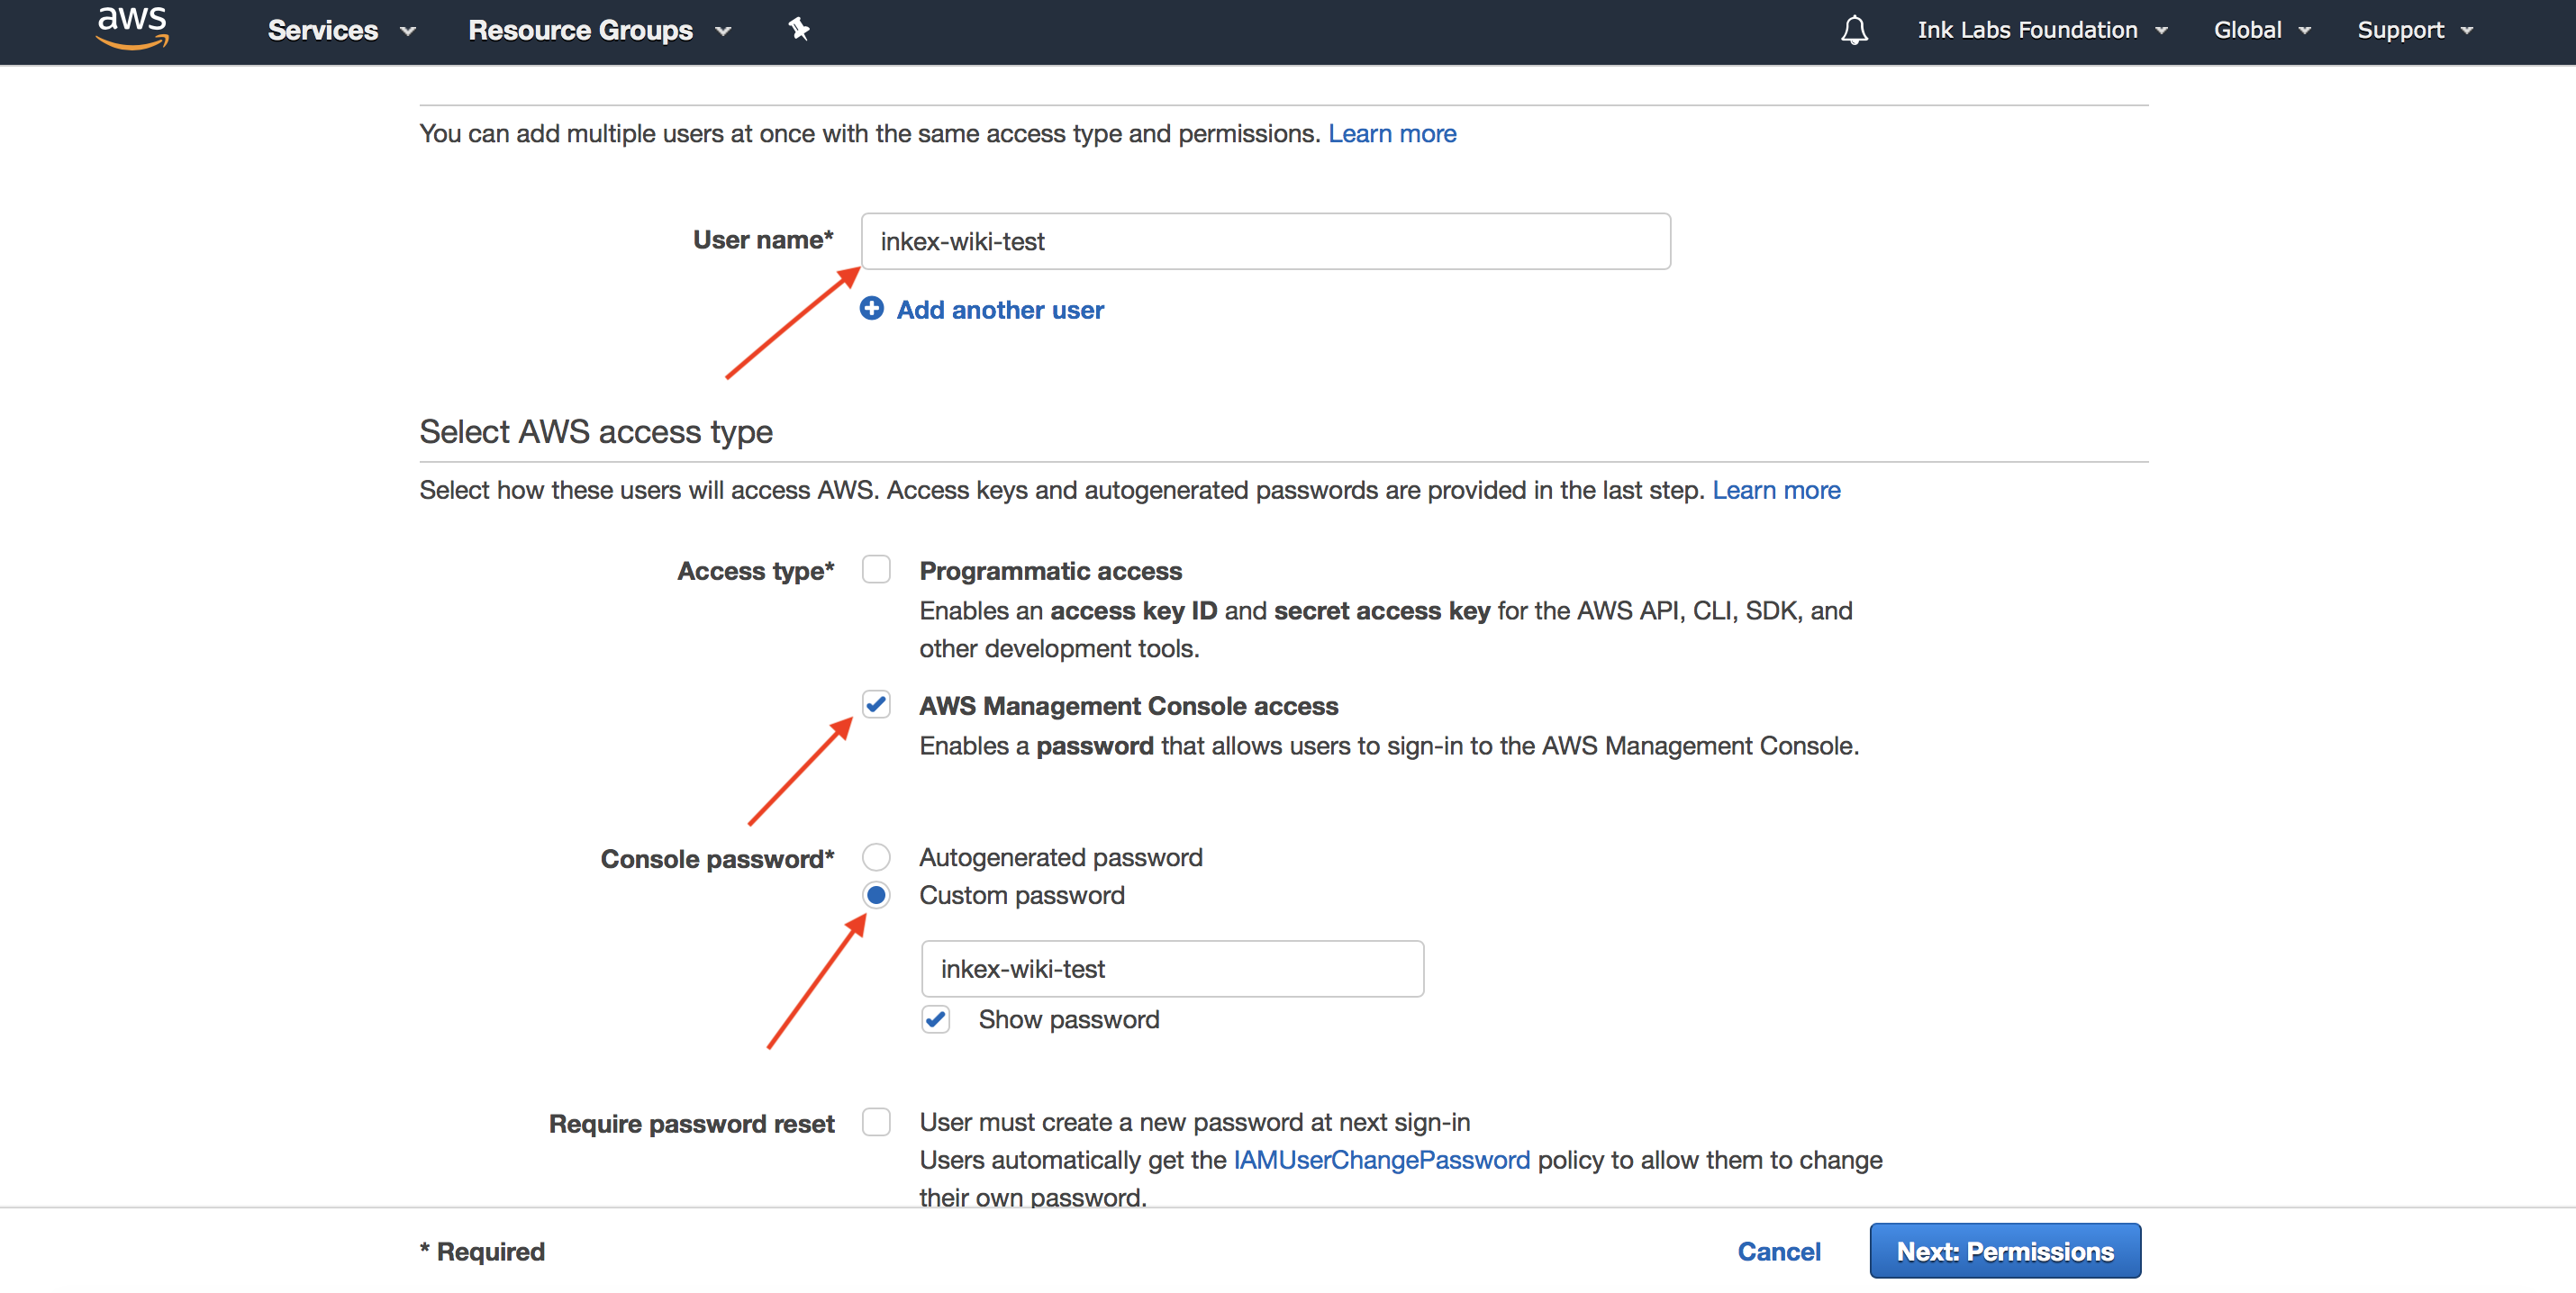 aws Services Resource Groups Ink Labs Foundation Global Support
You can add multiple users at once with the same access type and permissions. Learn more
User name* inkex-wiki-test
Add another user
Select AWS access type
Select how these users will access AWS. Access keys and autogenerated passwords are provided in the last step. Learn more
Access type* Programmatic access
Enables an access key ID and secret access key for the AWS API, CLI, SDK, and
other development tools.
AWS Management Console access
Enables a password that allows users to sign-in to the AWS Management Console.
Console password* Autogenerated password
Custom password
inkex-wiki-test
Show password
Require password reset User must create a new password at next sign-in
Users automatically get the IAMUserChangePassword policy to allow them to change
their own password.
* Required Cancel Next: Permissions